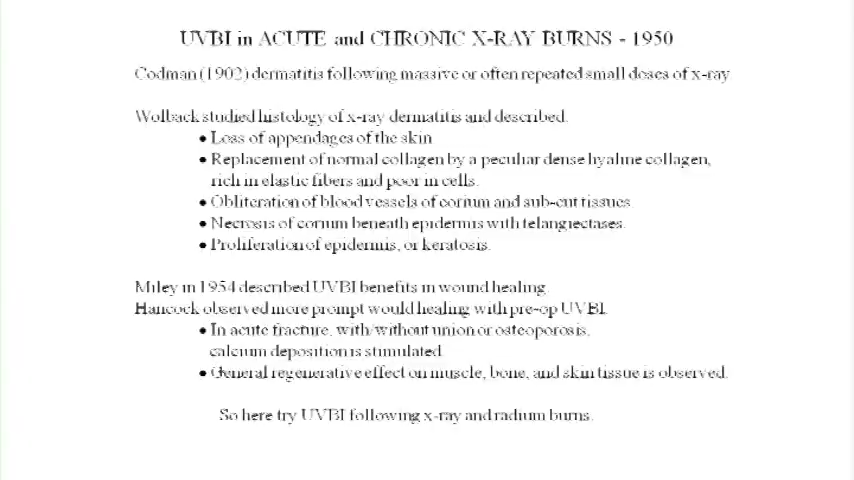 UVBI in ACUTE and CHRONIC X-RAY BURNS - 1950
Codman (1902) dermatitis following massive or often repeated small doses of x-ray
Wolback studied histology of x-ray dermatitis and described:
• Loss of appendages of the skin
• Replacement of normal collagen by a peculiar dense hyaline collagen,
rich in elastic fibers and poor in cells.
• Obliteration of blood vessels of corium and sub-cut tissues.
• Necrosis of corium beneath epidermis with telangiectases.
• Proliferation of epidermis, or keratosis.
Miley in 1954 described UVBI benefits in wound healing.
Hancock observed more prompt would healing with pre-op UVBI.
• In acute fracture, with/without union or osteoporosis,
calcium deposition is stimulated.
• General regenerative effect on muscle, bone, and skin tissue is observed.
So here try UVBI following x-ray and radium burns.